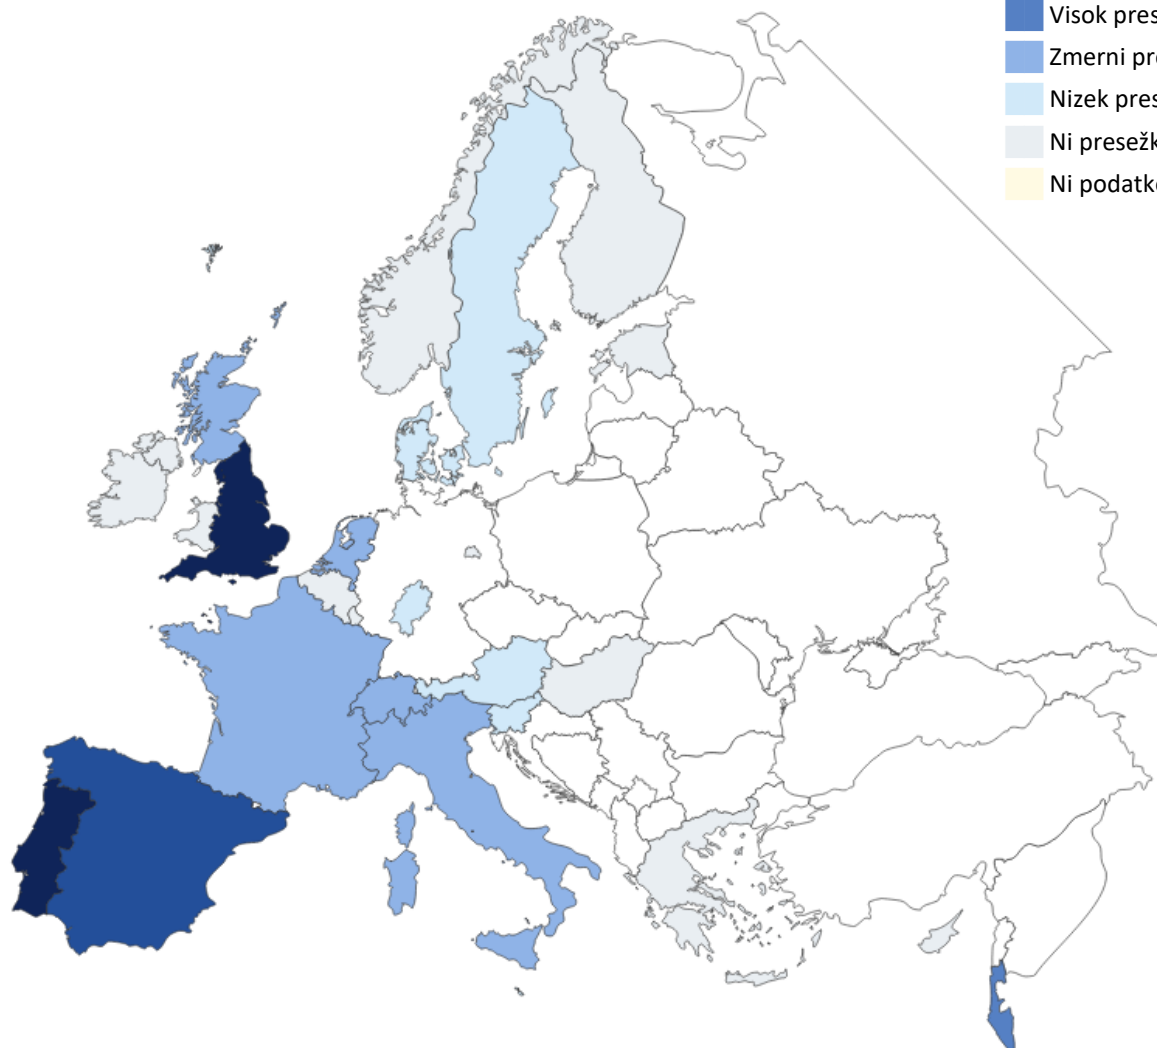 Visok pres
Zmerni pre
Nizek pres
Ni presežk
Ni podatk